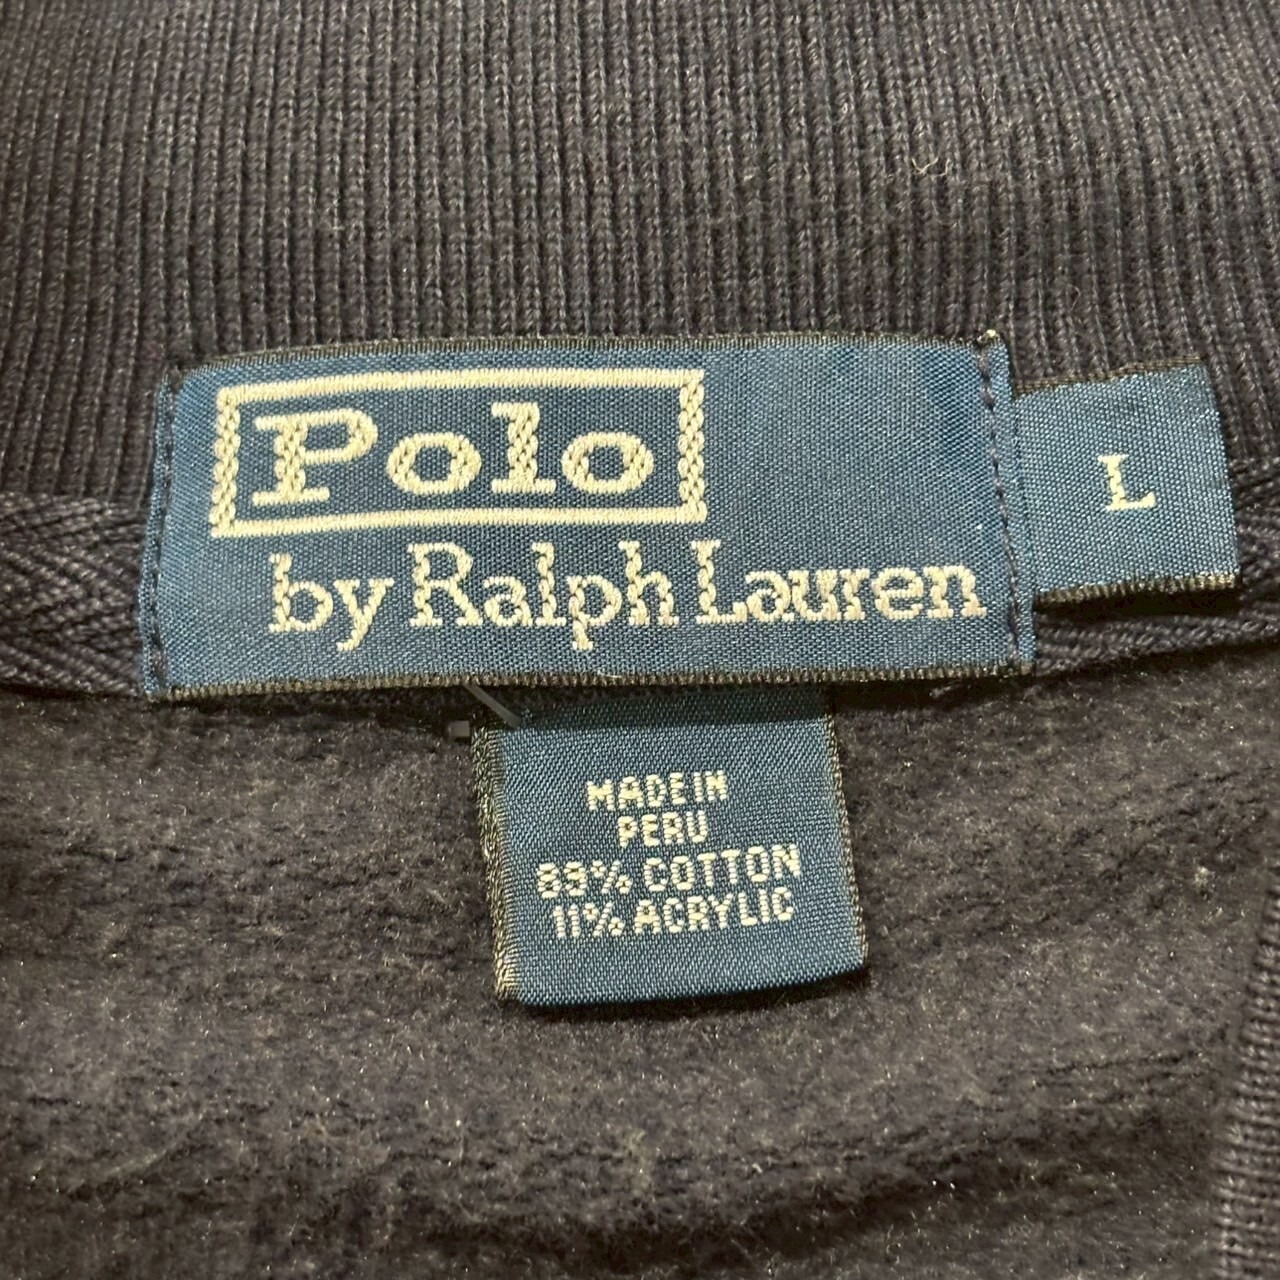 Polo
by Ralph Lauren
L
MADE IN
PERU
89% COTTON
11% ACRYLIC